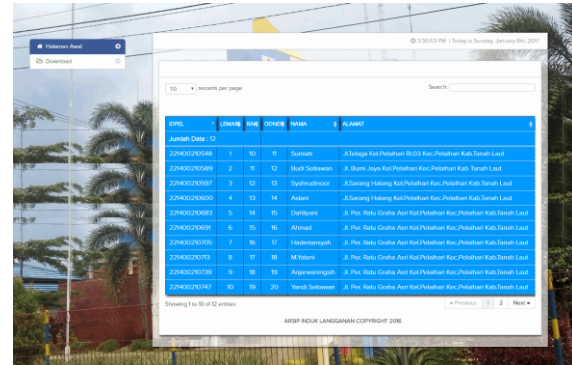 3:30:53 PM | Today is Sunday, January 8th, 2017
Halaman Awal
Download
10 records per page
Search:
IDPEL LEMARI RAK ODNER NAMA ALAMAT
Jumlah Data : 12
221400210548 1 10 11 Sumiati Jl.Telaga Kel.Pelaihari Rt.03 Kec.Pelaihari Kab.Tanah Laut
221400210589 2 11 12 Budi Setiawan Jl. Bumi Jaya Kel.Pelaihari Kec.Pelaihari Kab Tanah Laut
221400210597 3 12 13 Syahrudinoor Jl.Sarang Halang Kel.Pelaihari Kec.Pelaihari Kab.Tanah Laut
221400210600 4 13 14 Asiani Jl.Sarang Halang Kel.Pelaihari Kec.Pelaihari Kab.Tanah Laut
221400210683 5 14 15 Dahliyani Jl. Per. Ratu Graha Asri Kel.Pelaihari Kec.Pelaihari Kab.Tanah Laut
221400210691 6 15 16 Ahmad Jl. Per. Ratu Graha Asri Kel.Pelaihari Kec.Pelaihari Kab.Tanah Laut
221400210705 7 16 17 Haderiansyah Jl. Per. Ratu Graha Asri Kel.Pelaihari Kec.Pelaihari Kab.Tanah Laut
221400210713 8 17 18 M.Yateni Jl. Per. Ratu Graha Asri Kel.Pelaihari Kec.Pelaihari Kab.Tanah Laut
221400210739 9 18 19 Anjarwaningsih Jl. Per. Ratu Graha Asri Kel.Pelaihari Kec.Pelaihari Kab.Tanah Laut
221400210747 10 19 20 Yandi Setiawan Jl. Per. Ratu Graha Asri Kel.Pelaihari Kec.Pelaihari Kab.Tanah Laut
Showing 1 to 10 of 12 entries
Previous 1 2 Next
ARSIP INDUK LANGGANAN COPYRIGHT 2016